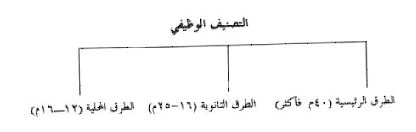 التصنيف الوظيفي
الطرق الرئيسية (٤٠م فأكثر) الطرق الثانوية (١٦-٢٥م) الطرق المحلية (١٢-١٦م)